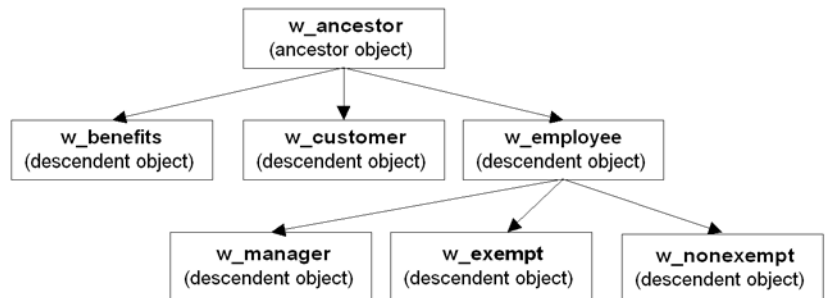 w_ancestor
(ancestor object)
w_benefits
(descendent object)
w_customer
(descendent object)
w_employee
(descendent object)
w_manager
(descendent object)
w_exempt
(descendent object)
w_nonexempt
(descendent object)